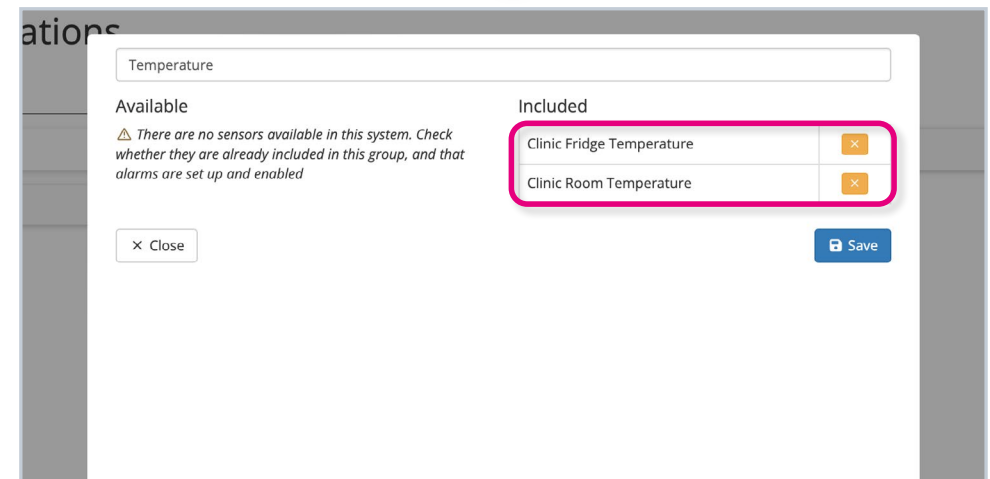 ations
Temperature
Available
There are no sensors available in this system. Check
whether they are already included in this group, and that
alarms are set up and enabled
Included
Clinic Fridge Temperature
Clinic Room Temperature
Close
Save